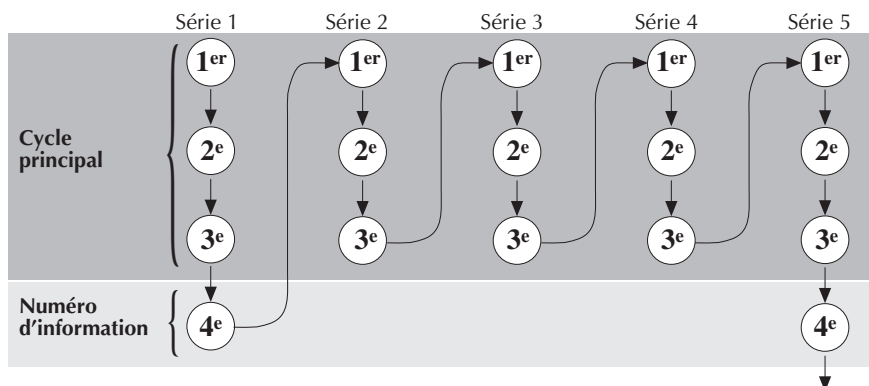 Série 1 Série 2 Série 3 Série 4 Série 5
1er 1er 1er 1er 1er
Cycle
principal
2e 2e 2e 2e 2e
3e 3e 3e 3e 3e
Numéro
d'information
4e 4e